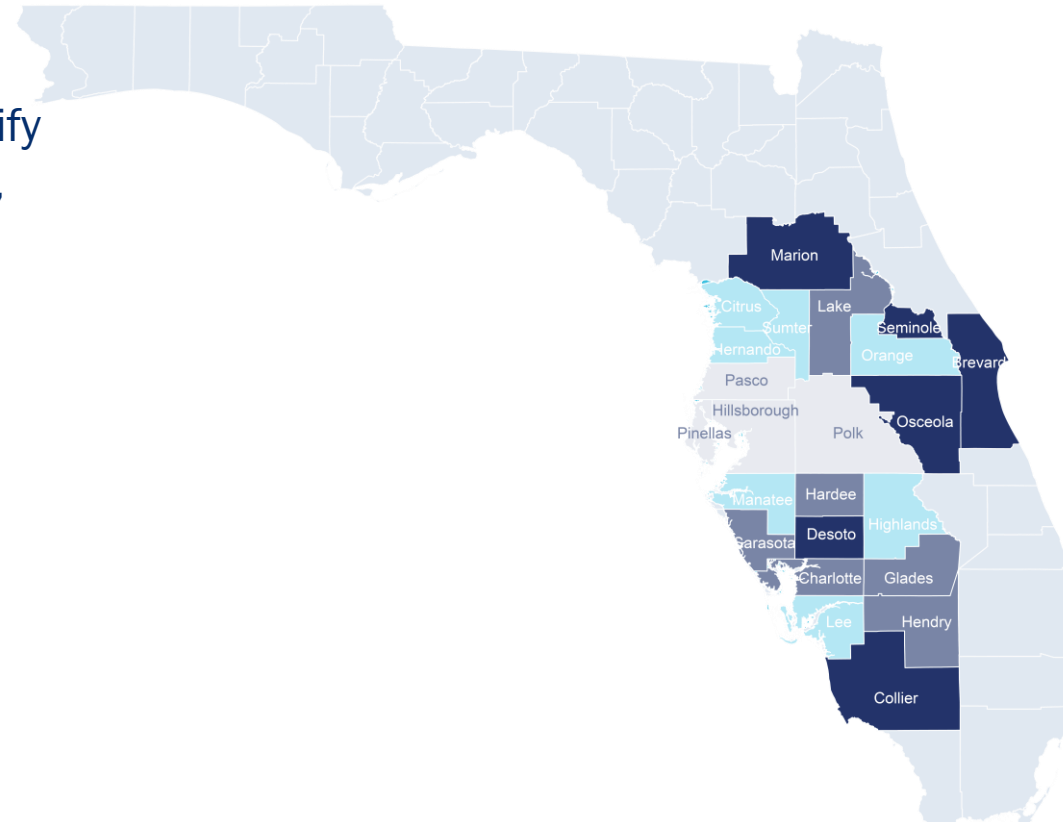 ify
,
Marion
Citrus
Lake
Sumter
Seminole
Hernando
Orange
Brevard
Pasco
Hillsborough
Osceola
Pinellas
Polk
Manatee
Hardee
Highlands
Desoto
Sarasota
Charlotte
Glades
Lee
Hendry
Collier